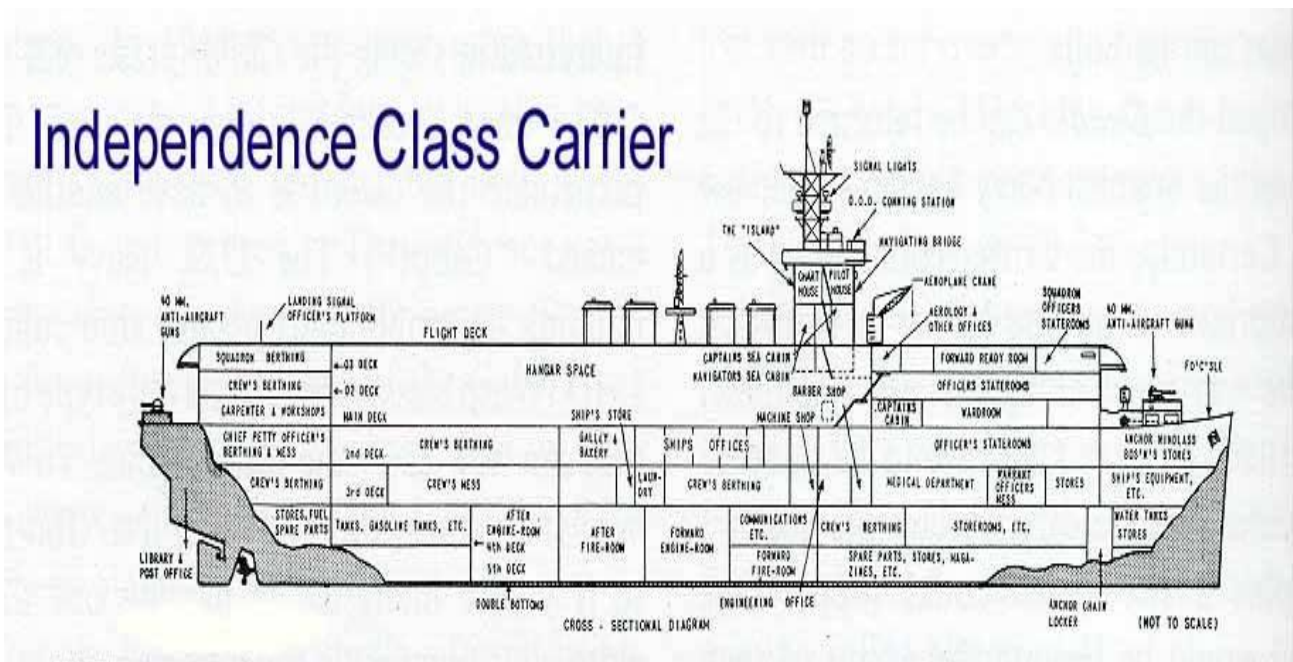 Independence Class Carrier
SIGNAL LIGHTS
O.O.D. CONNING STATION
THE "ISLAND"
NAVIGATING BRIDGE
CHART
HOUSE
PILOT
HOUSE
AEROPLANE CRANE
40 MM.
ANTI-AIRCRAFT
GUNS
LANDING SIGNAL
OFFICER'S PLATFORM
FLIGHT DECK
AEROLOGY &
OTHER OFFICES
SQUADRON
OFFICERS
STATEROOMS
40 MM.
ANTI-AIRCRAFT GUNS
FO'C'SLE
SQUADRON BERTHING
03 DECK
HANGAR SPACE
CAPTAINS SEA CABIN
NAVIGATORS SEA CABIN
FORWARD READY ROOM
CREW'S BERTHING
02 DECK
BARBER SHOP
OFFICERS STATEROOMS
CARPENTER & WORKSHOPS
MAIN DECK
SHIP'S STORE
MACHINE SHOP
CAPTAINS
CABIN
WARDROOM
CHIEF PETTY OFFICER'S
BERTHING & MESS
2nd DECK
CREW'S BERTHING
GALLEY &
BAKERY
SHIP'S OFFICES
OFFICER'S STATEROOMS
ANCHOR WINDLASS
BOS'N'S STORES
CREW'S BERTHING
3rd DECK
CREW'S MESS
LAUN-
DRY
CREW'S BERTHING
MEDICAL DEPARTMENT
WARRANT
OFFICERS
MESS
STORES
SHIP'S EQUIPMENT,
ETC.
STORES, FUEL
SPARE PARTS
TANKS, GASOLINE TANKS, ETC.
AFTER
ENGINE-ROOM
4th DECK
5th DECK
AFTER
FIRE-ROOM
FORWARD
ENGINE-ROOM
COMMUNICATIONS
ETC.
FORWARD
FIRE-ROOM
CREW'S BERTHING
STOREROOMS, ETC.
SPARE PARTS, STORES, MAGA-
ZINES, ETC.
WATER TANKS
STORES
LIBRARY &
POST OFFICE
DOUBLE BOTTOMS
ENGINEERING OFFICE
ANCHOR CHAIN
LOCKER
(NOT TO SCALE)
CROSS - SECTIONAL DIAGRAM